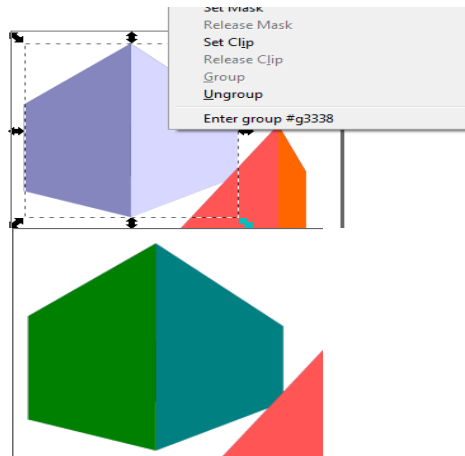 Set Mask
Release Mask
Set Clip
Release Clip
Group
Ungroup
Enter group #g3338